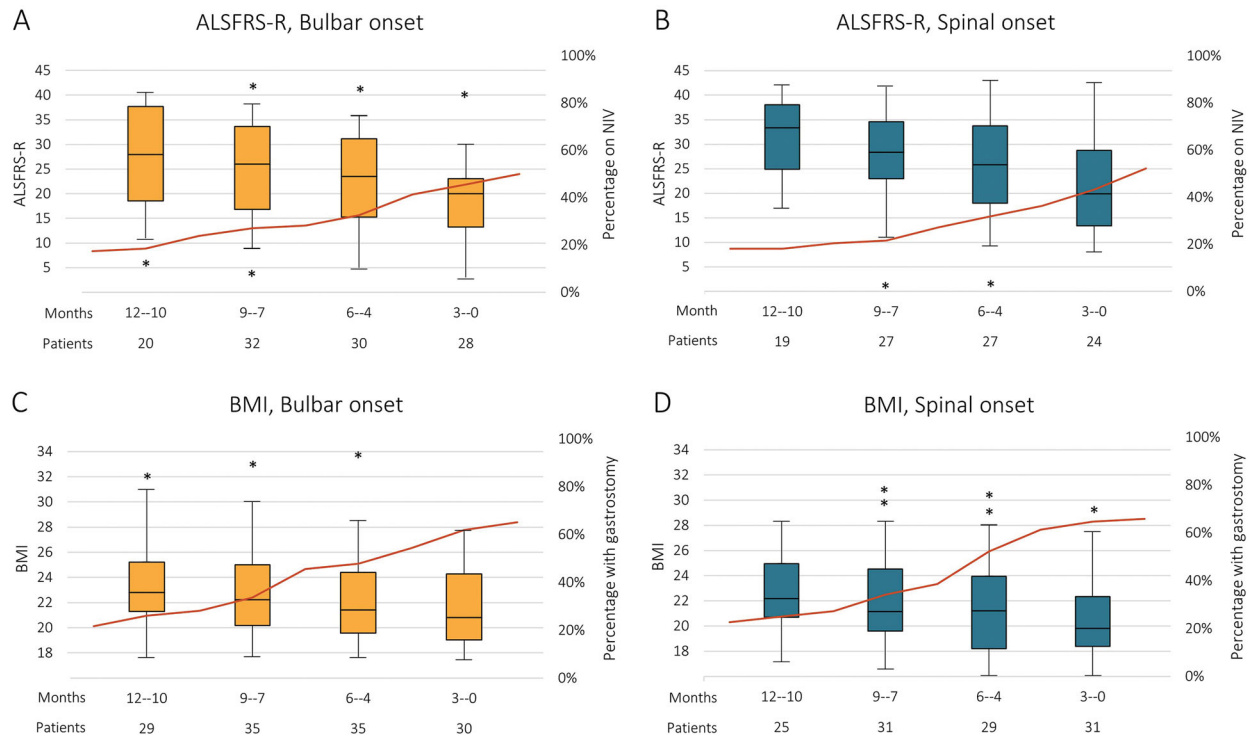 A
ALSFRS-R, Bulbar onset
ALSFRS-R
45
40
35
30
25
20
15
10
5
100%
80%
60%
40%
20%
0%
Percentage on NIV
* * *
* *
Months 12--10 9--7 6--4 3--0
Patients 20 32 30 28
B
ALSFRS-R, Spinal onset
ALSFRS-R
45
40
35
30
25
20
15
10
5
100%
80%
60%
40%
20%
0%
Percentage on NIV
* *
Month 12--10 9--7 6--4 3--0
Patients 19 27 27 24
C
BMI, Bulbar onset
BMI
34
32
30
28
26
24
22
20
18
100%
80%
60%
40%
20%
0%
Percentage with gastrostomy
* * *
Months 12--10 9--7 6--4 3--0
Patients 29 35 35 30
D
BMI, Spinal onset
BMI
34
32
30
28
26
24
22
20
18
100%
80%
60%
40%
20%
0%
Percentage with gastrostomy
* *
* * *
Months 12--10 9--7 6--4 3--0
Patients 25 31 29 31